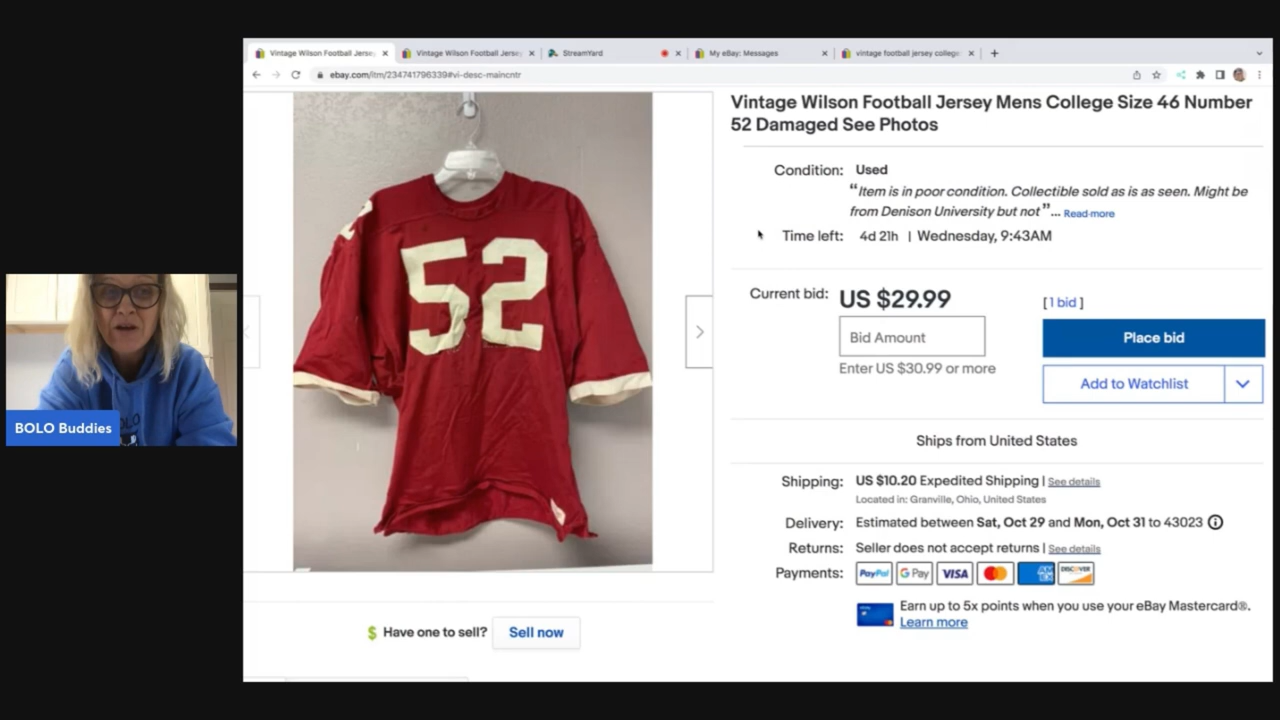 Vintage Wilson Football Jersey
Vintage Wilson Football Jersey
StreamYard
My eBay: Messages
vintage football jersey college
ebay.com/itm/234741796339#vi-desc-maincntr
Vintage Wilson Football Jersey Mens College Size 46 Number
52 Damaged See Photos
Condition: Used
“Item is in poor condition. Collectible sold as is as seen. Might be
from Denison University but not”... Read more
Time left: 4d 21h | Wednesday, 9:43AM
Current bid: US $29.99 [ 1 bid ]
Bid Amount Place bid
Enter US $30.99 or more
Add to Watchlist
Ships from United States
Shipping: US $10.20 Expedited Shipping | See details
Located in: Granville, Ohio, United States
Delivery: Estimated between Sat, Oct 29 and Mon, Oct 31 to 43023
Returns: Seller does not accept returns | See details
Payments: PayPal G Pay VISA DISCOVER
Earn up to 5x points when you use your eBay Mastercard®.
Learn more
52
$ Have one to sell? Sell now
BOLO Buddies